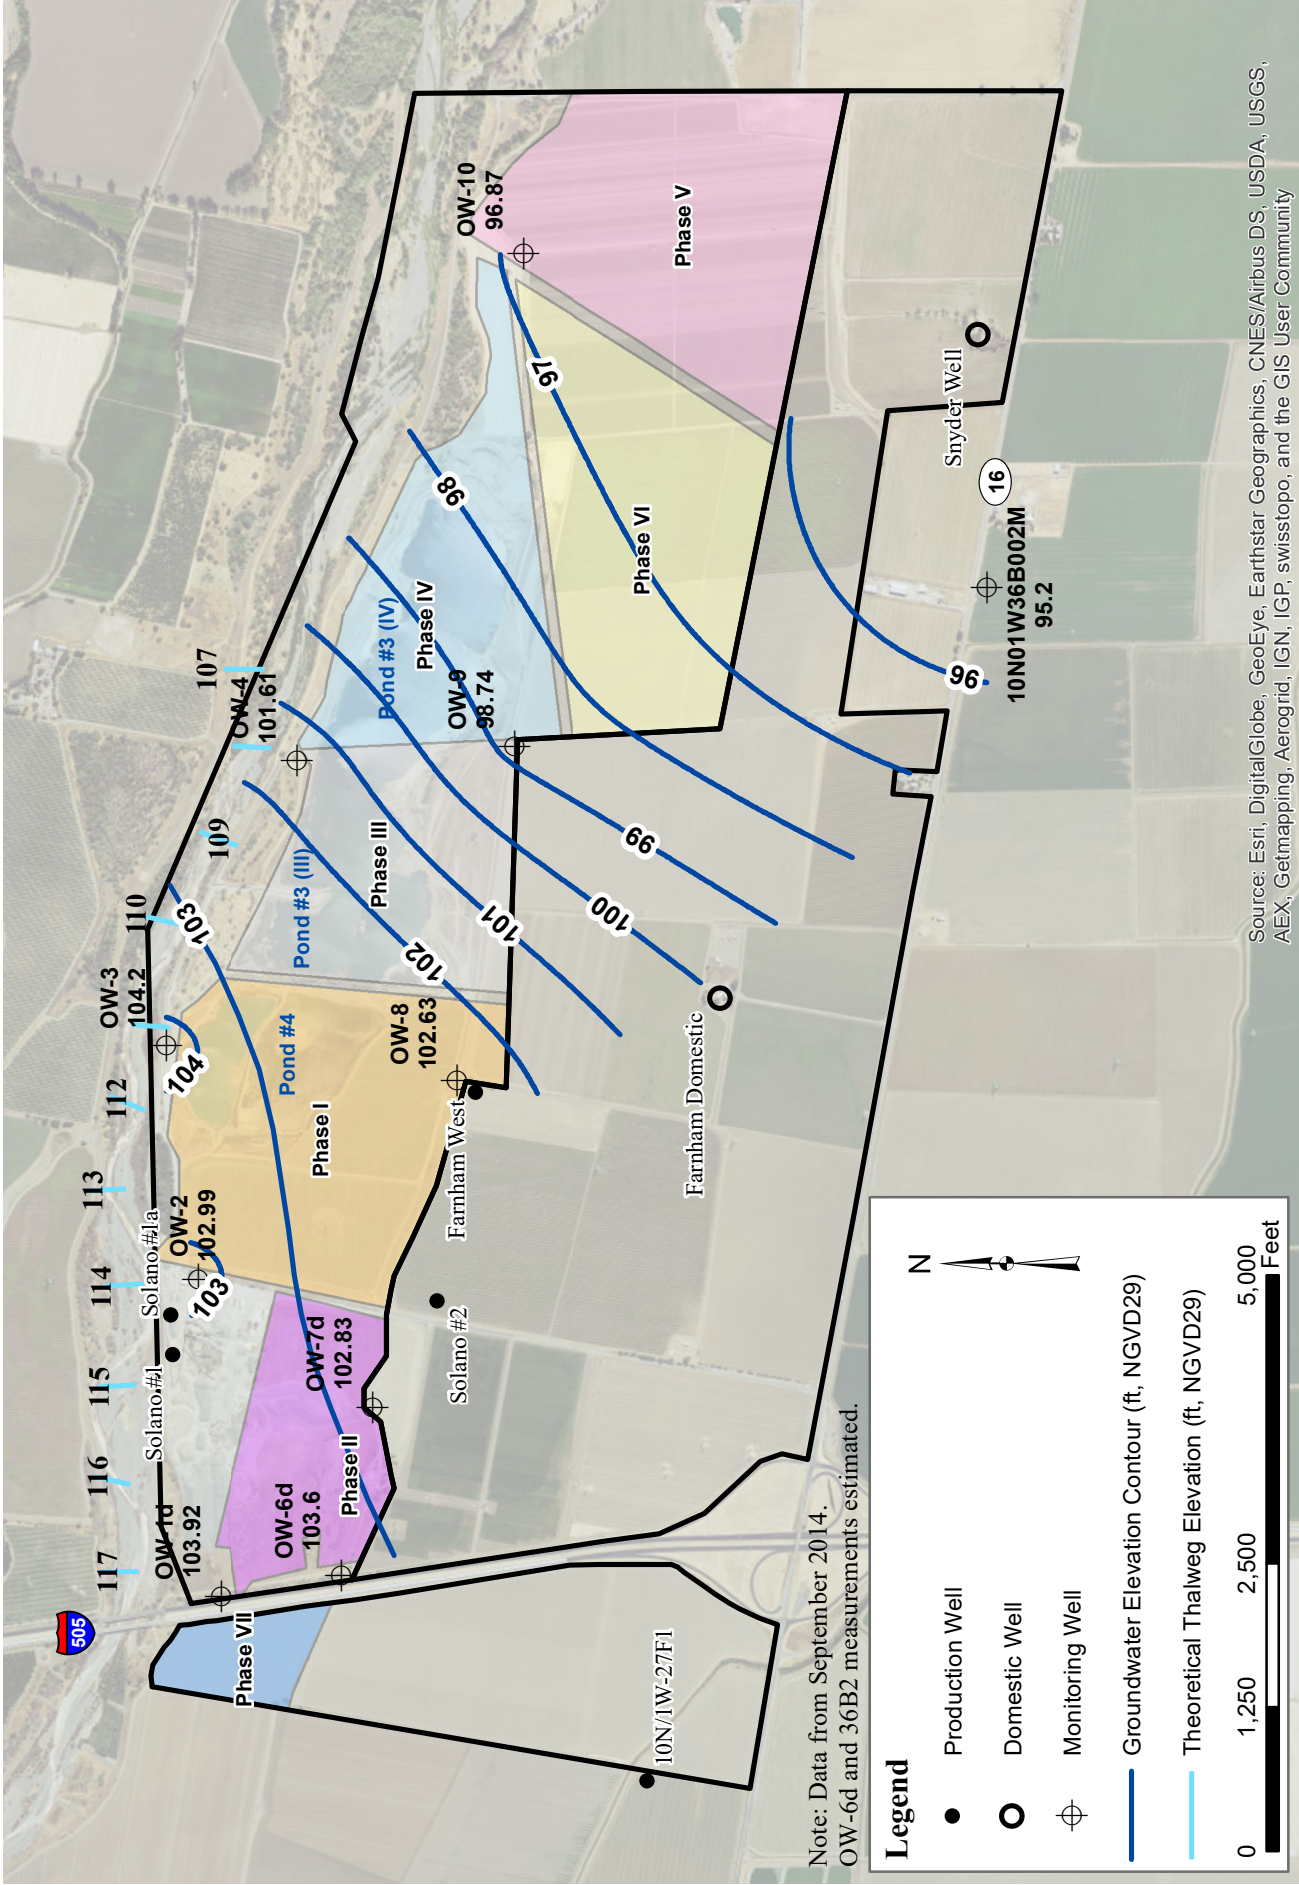 505
117
116
115
114
113
112
110
109
107
OW-1d
103.92
Solano #1
Solano #1a
OW-2
102.99
103
OW-3
104.2
104
103
OW-4
101.61
OW-10
96.87
Phase VII
OW-6d
103.6
Phase II
OW-7d
102.83
Phase I
Pond #4
OW-8
102.63
Pond #3 (III)
Phase III
102
101
100
99
98
97
96
Pond #3 (IV)
Phase IV
OW-9
98.74
Phase VI
Phase V
Solano #2
Farnham West
Farnham Domestic
Snyder Well
16
10N01W36B002M
95.2
10N/1W-27F1
Note: Data from September 2014.
OW-6d and 36B2 measurements estimated.
Legend
Production Well
Domestic Well
Monitoring Well
Groundwater Elevation Contour (ft, NGVD29)
Theoretical Thalweg Elevation (ft, NGVD29)
N
0 1,250 2,500 5,000
Feet
Source: Esri, DigitalGlobe, GeoEye, Earthstar Geographics, CNES/Airbus DS, USDA, USGS,
AEX, Getmapping, Aerogrid, IGN, IGP, swisstopo, and the GIS User Community